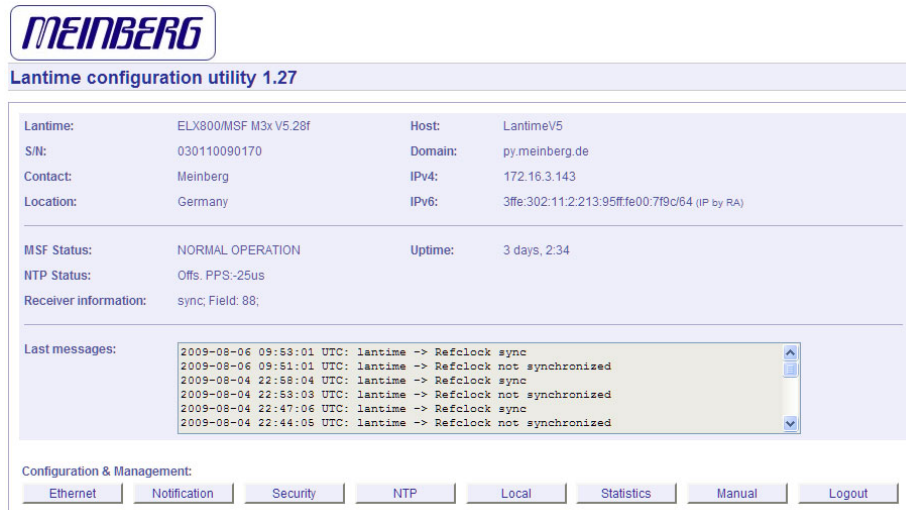 MEINBERG
Lantime configuration utility 1.27
Lantime: ELX800/MSF M3x V5.28f Host: LantimeV5
S/N: 030110090170 Domain: py.meinberg.de
Contact: Meinberg IPv4: 172.16.3.143
Location: Germany IPv6: 3ffe:302:11:2:213:95ff:fe00:7f9c/64 (IP by RA)
MSF Status: NORMAL OPERATION Uptime: 3 days, 2:34
NTP Status: Offs. PPS:-25us
Receiver information: sync; Field: 88;
Last messages:
2009-08-06 09:53:01 UTC: lantime -> Refclock sync
2009-08-06 09:51:01 UTC: lantime -> Refclock not synchronized
2009-08-04 22:58:04 UTC: lantime -> Refclock sync
2009-08-04 22:53:03 UTC: lantime -> Refclock not synchronized
2009-08-04 22:47:06 UTC: lantime -> Refclock sync
2009-08-04 22:44:05 UTC: lantime -> Refclock not synchronized
Configuration & Management:
Ethernet Notification Security NTP Local Statistics Manual Logout